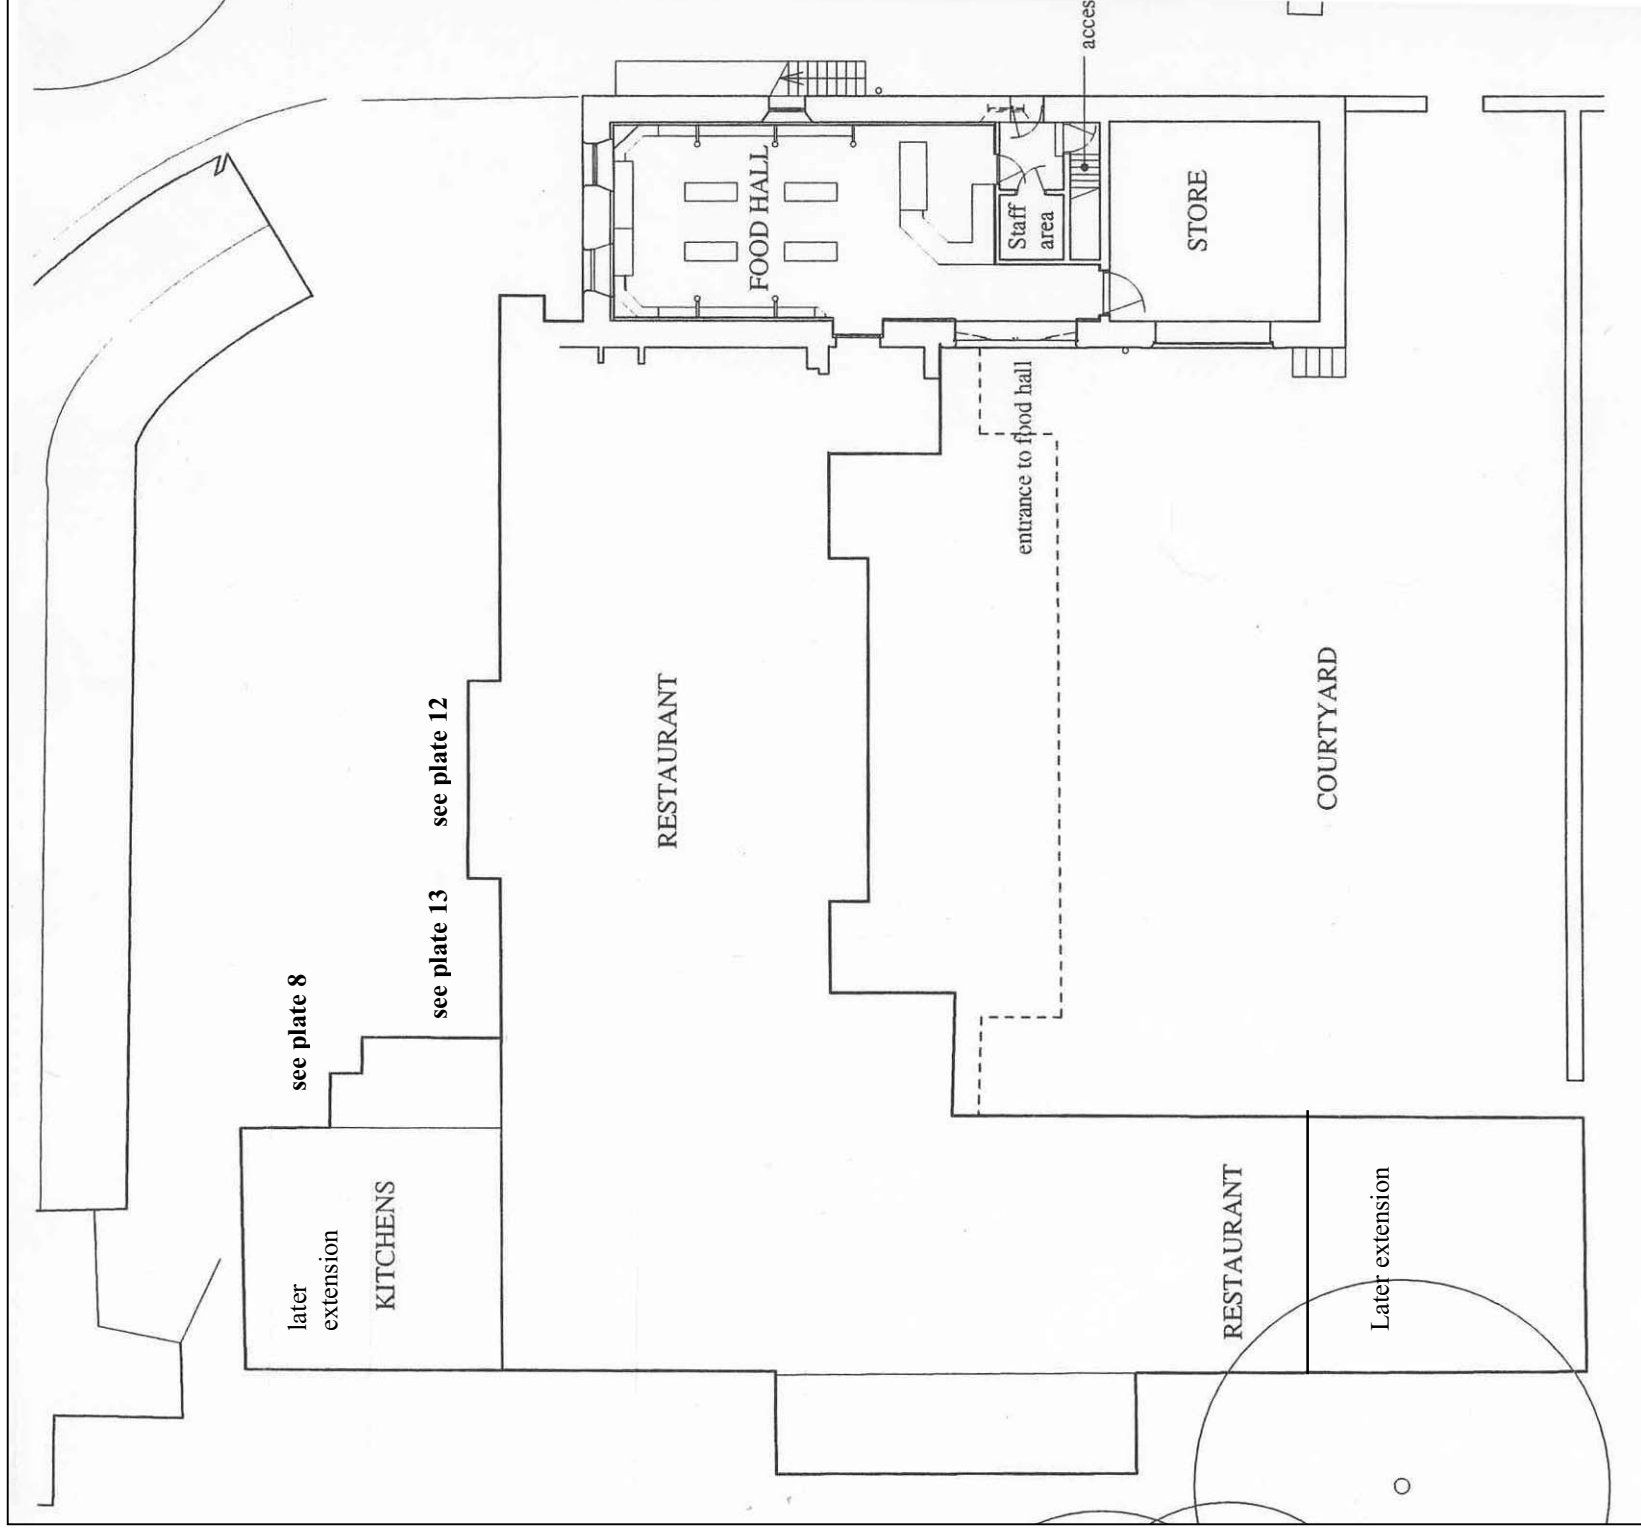 acces
FOOD HALL
Staff
area
STORE
entrance to food hall
see plate 12
RESTAURANT
COURTYARD
see plate 13
see plate 8
later
extension
KITCHENS
RESTAURANT
Later extension